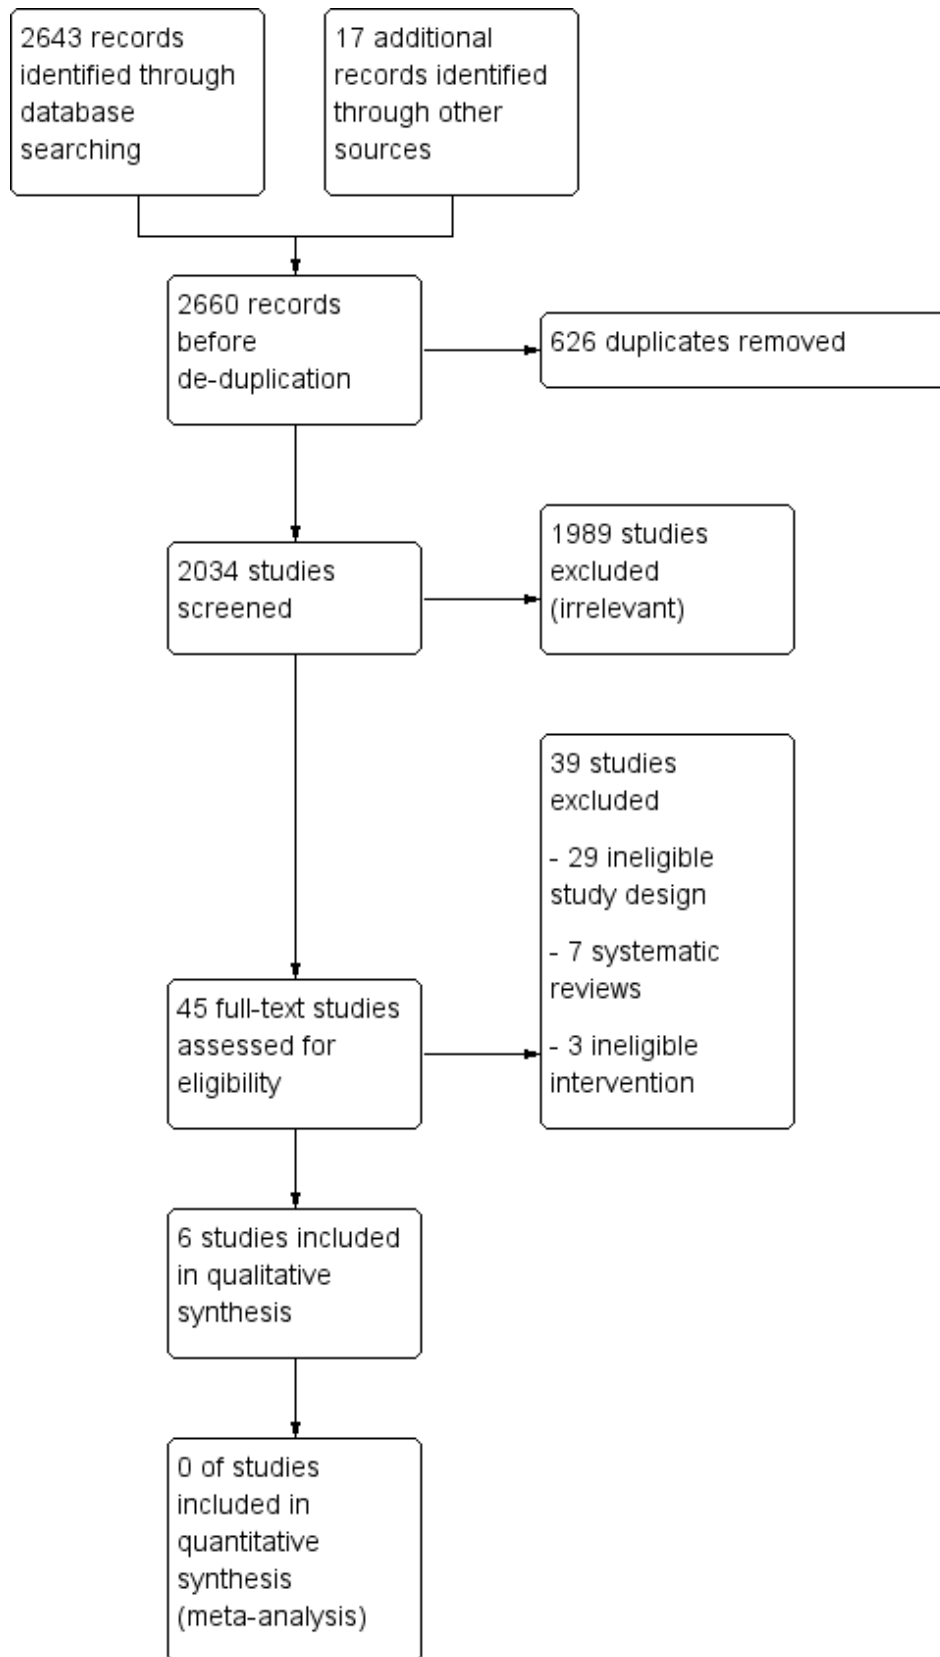 2643 records
identified through
database
searching
17 additional
records identified
through other
sources
2660 records
before
de-duplication
626 duplicates removed
2034 studies
screened
1989 studies
excluded
(irrelevant)
45 full-text studies
assessed for
eligibility
39 studies
excluded
- 29 ineligible
study design
- 7 systematic
reviews
- 3 ineligible
intervention
6 studies included
in qualitative
synthesis
0 of studies
included in
quantitative
synthesis
(meta-analysis)